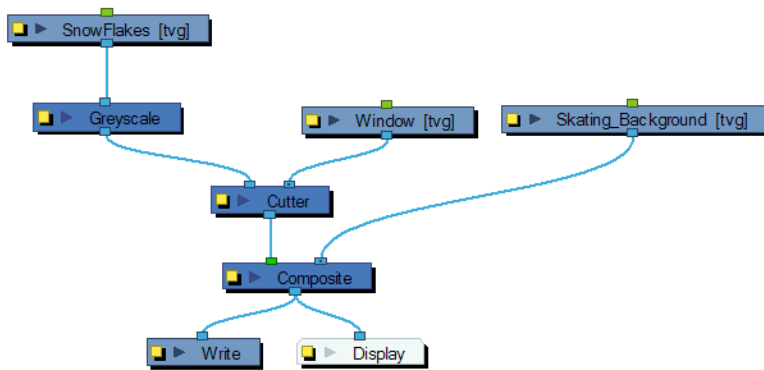 SnowFlakes [tvg]
Greyscale
Window [tvg]
Skating_Background [tvg]
Cutter
Composite
Write
Display